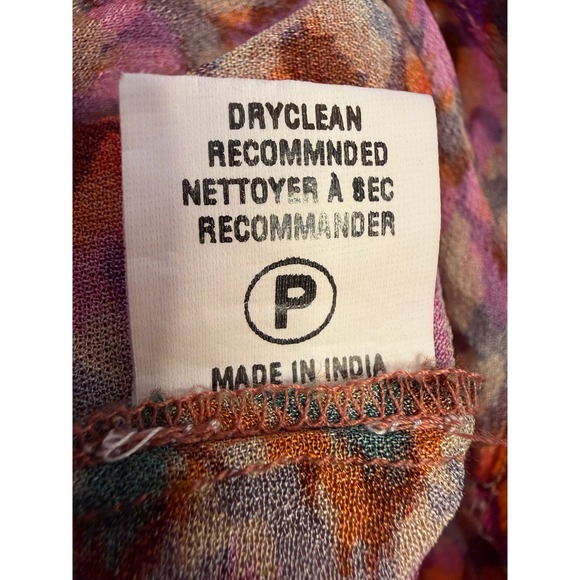 DRYCLEAN
RECOMMNDED
NETTOYER À SEC
RECOMMANDER
P
MADE IN INDIA